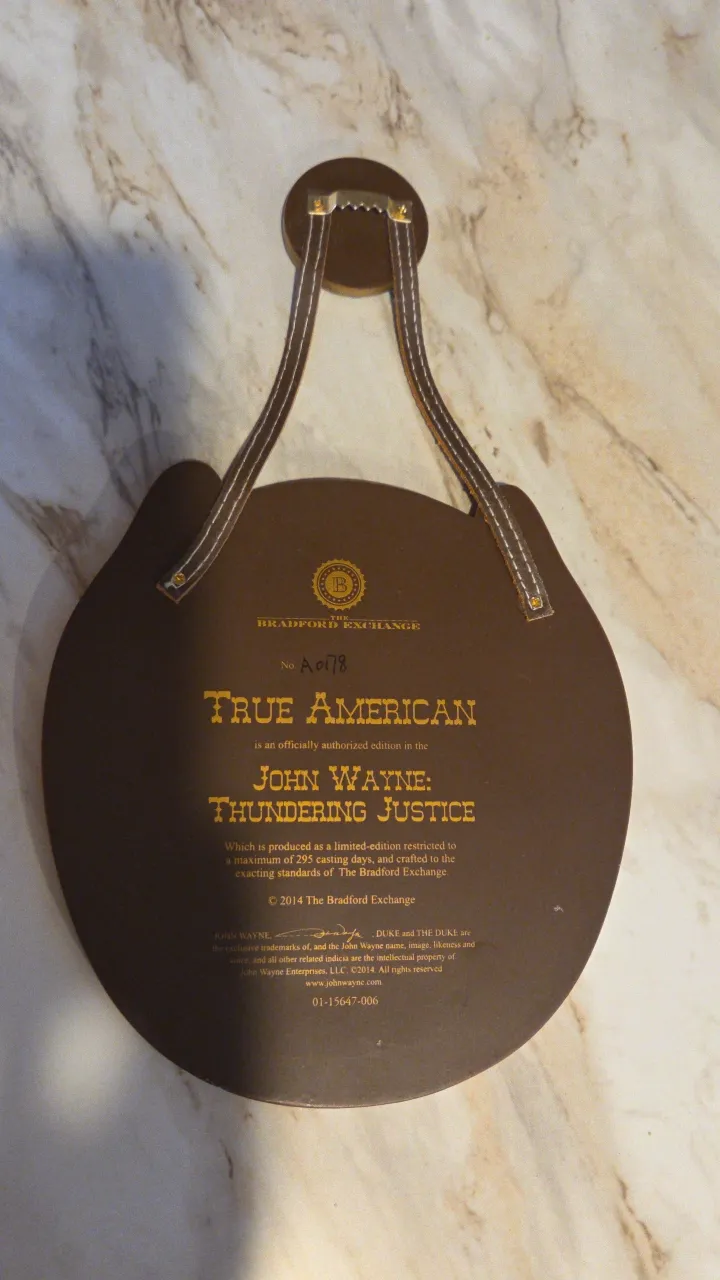 B
THE
BRADFORD EXCHANGE
No A0178
TRUE AMERICAN
is an officially authorized edition in the
JOHN WAYNE:
THUNDERING JUSTICE
Which is produced as a limited-edition restricted to
a maximum of 295 casting days, and crafted to the
exacting standards of The Bradford Exchange.
© 2014 The Bradford Exchange
JOHN WAYNE, , DUKE and THE DUKE are
the exclusive trademarks of, and the John Wayne name, image, likeness and
voice, and all other related indicia are the intellectual property of
John Wayne Enterprises, LLC. ©2014. All rights reserved
www.johnwayne.com
01-15647-006